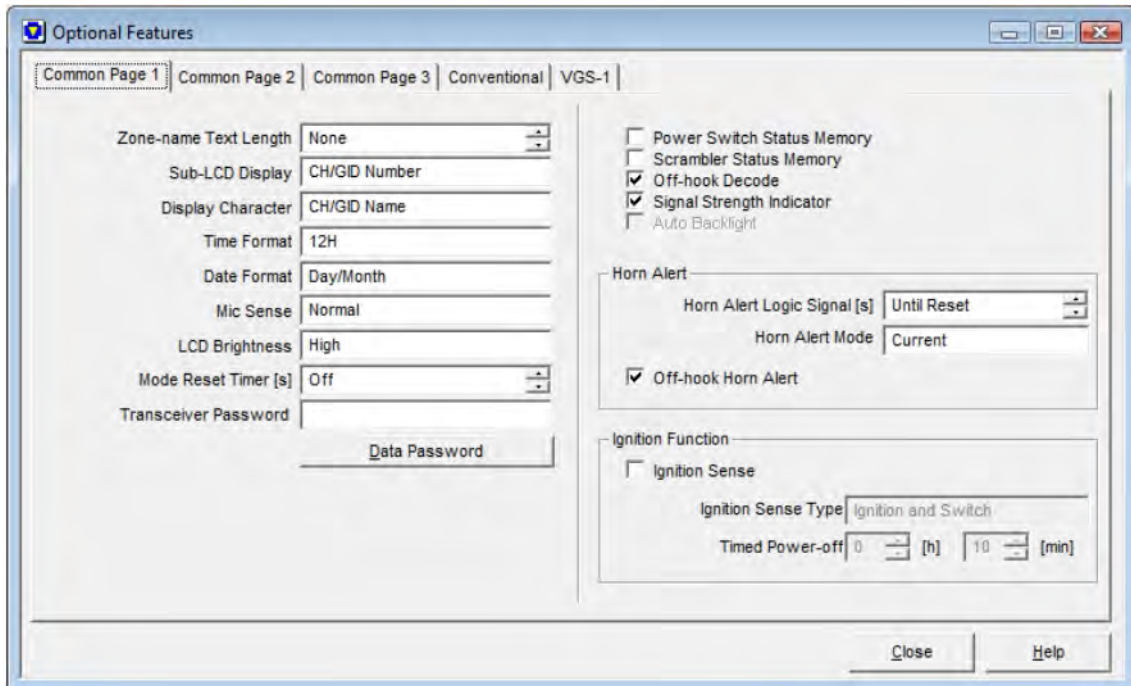 Optional Features
Common Page 1 Common Page 2 Common Page 3 Conventional VGS-1
Zone-name Text Length None
Sub-LCD Display CH/GID Number
Display Character CH/GID Name
Time Format 12H
Date Format Day/Month
Mic Sense Normal
LCD Brightness High
Mode Reset Timer [s] Off
Transceiver Password
Data Password
Power Switch Status Memory
Scrambler Status Memory
Off-hook Decode
Signal Strength Indicator
Auto Backlight
Horn Alert
Horn Alert Logic Signal [s] Until Reset
Horn Alert Mode Current
Off-hook Horn Alert
Ignition Function
Ignition Sense
Ignition Sense Type Ignition and Switch
Timed Power-off 0 [h] 10 [min]
Close Help